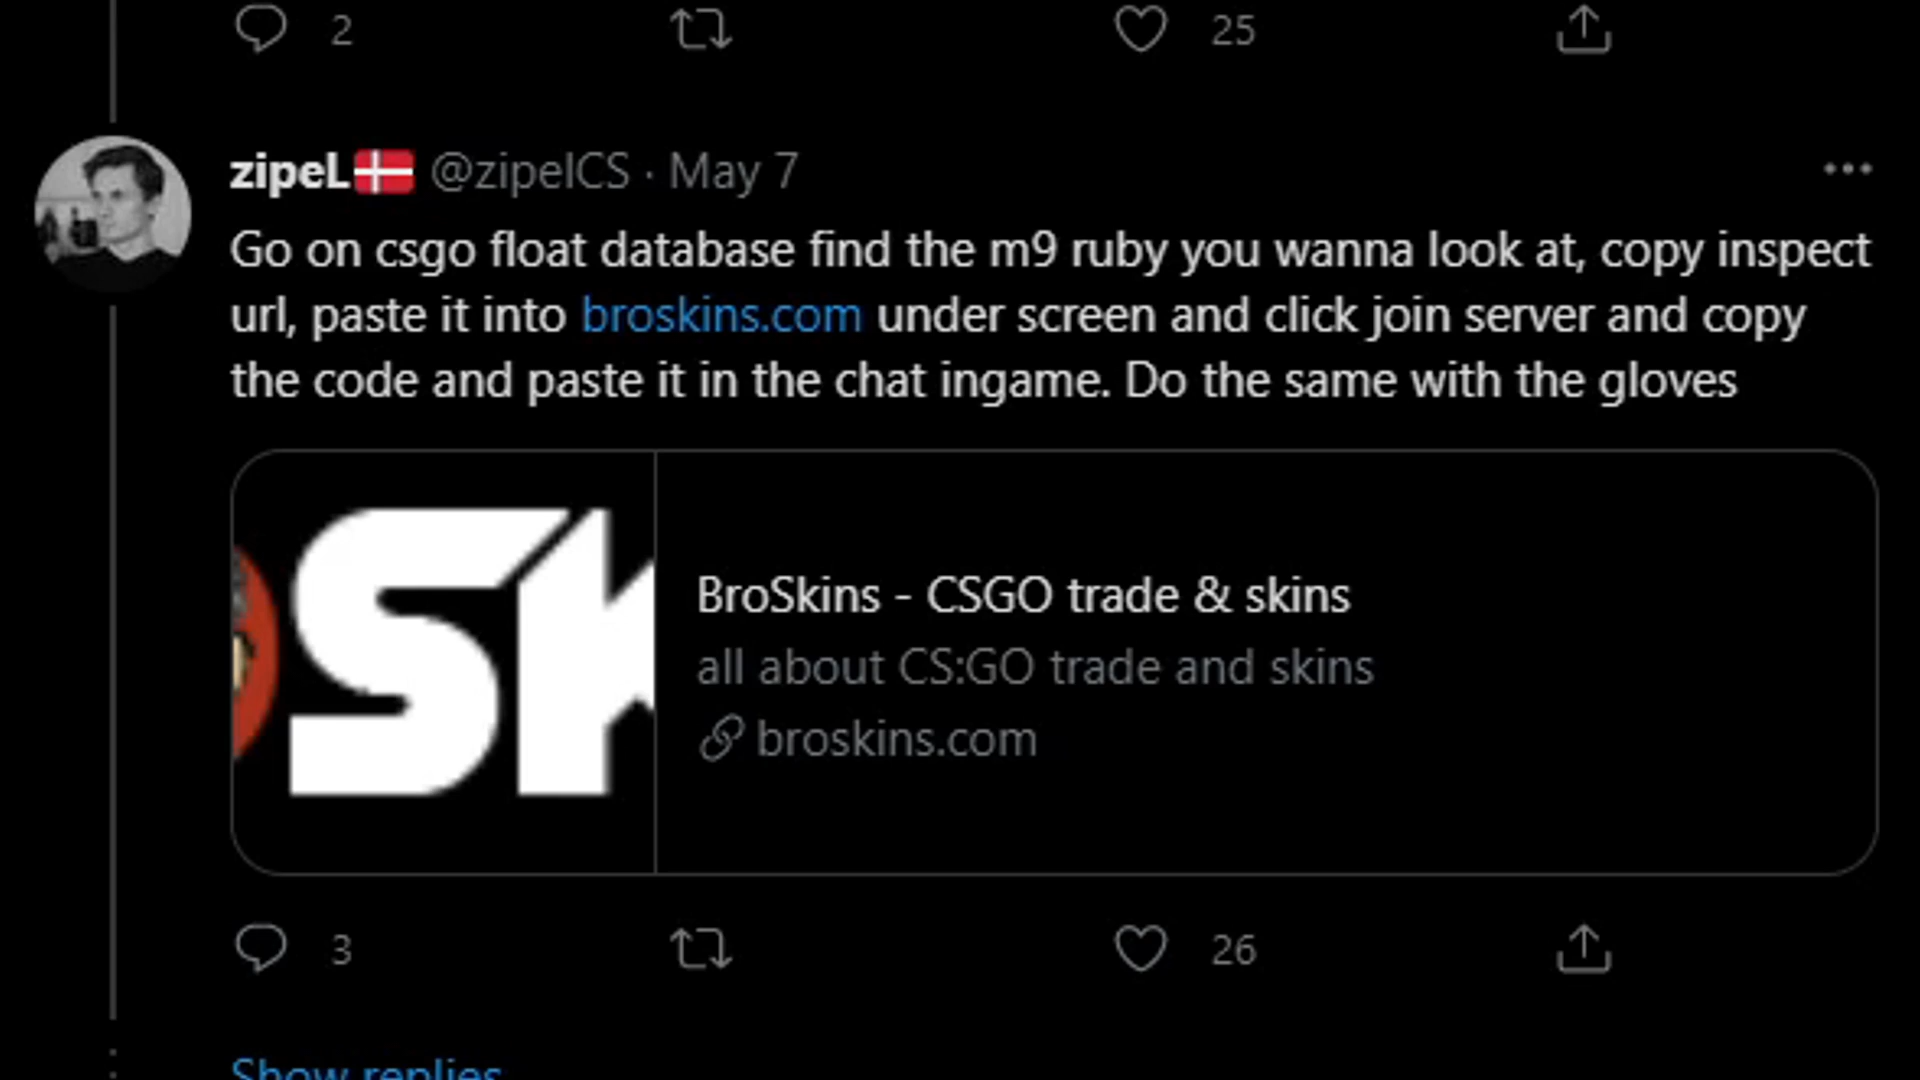 2 25
zipeL @zipelCS · May 7
Go on csgo float database find the m9 ruby you wanna look at, copy inspect
url, paste it into broskins.com under screen and click join server and copy
the code and paste it in the chat ingame. Do the same with the gloves
SK
BroSkins - CSGO trade & skins
all about CS:GO trade and skins
broskins.com
3 26
Show replies